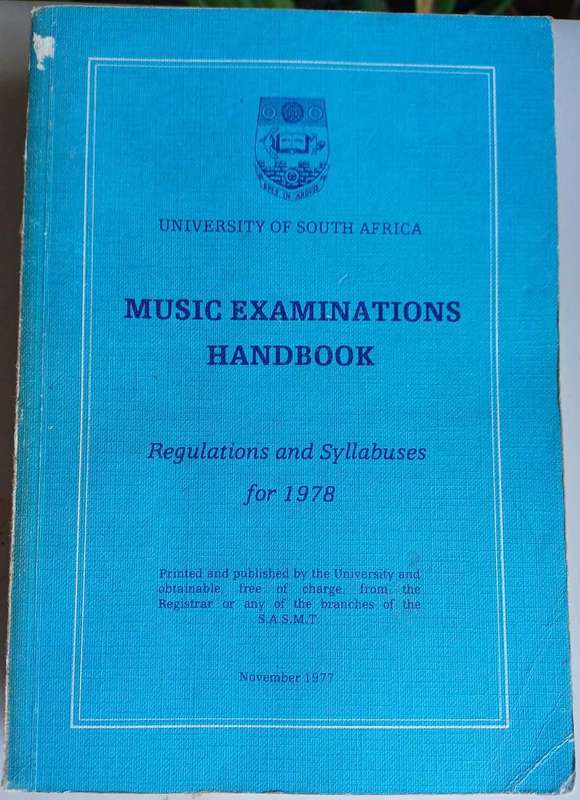 SPES IN ARDUIS
UNIVERSITY OF SOUTH AFRICA
MUSIC EXAMINATIONS
HANDBOOK
Regulations and Syllabuses
for 1978
Printed and published by the University and
obtainable, free of charge, from the
Registrar or any of the branches of the
S.A.S.M.T.
November 1977